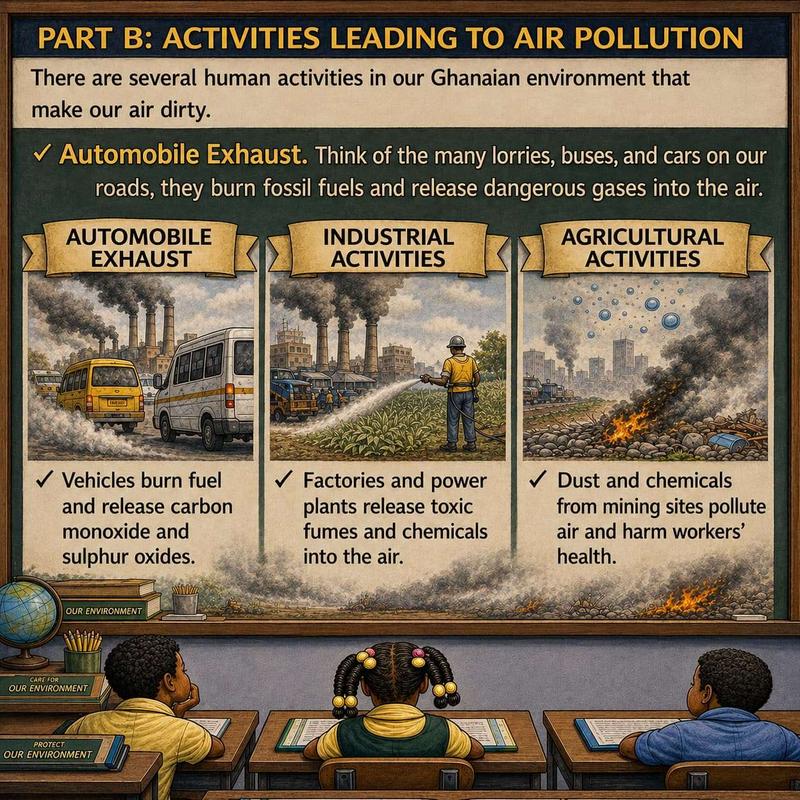 PART B: ACTIVITIES LEADING TO AIR POLLUTION
There are several human activities in our Ghanaian environment that
make our air dirty.
✓ Automobile Exhaust. Think of the many lorries, buses, and cars on our
roads, they burn fossil fuels and release dangerous gases into the air.
AUTOMOBILE
EXHAUST
✓ Vehicles burn fuel
and release carbon
monoxide and
sulphur oxides.
INDUSTRIAL
ACTIVITIES
✓ Factories and power
plants release toxic
fumes and chemicals
into the air.
AGRICULTURAL
ACTIVITIES
✓ Dust and chemicals
from mining sites pollute
air and harm workers'
health.
OUR ENVIRONMENT
CARE FOR
OUR ENVIRONMENT
PROTECT
OUR ENVIRONMENT